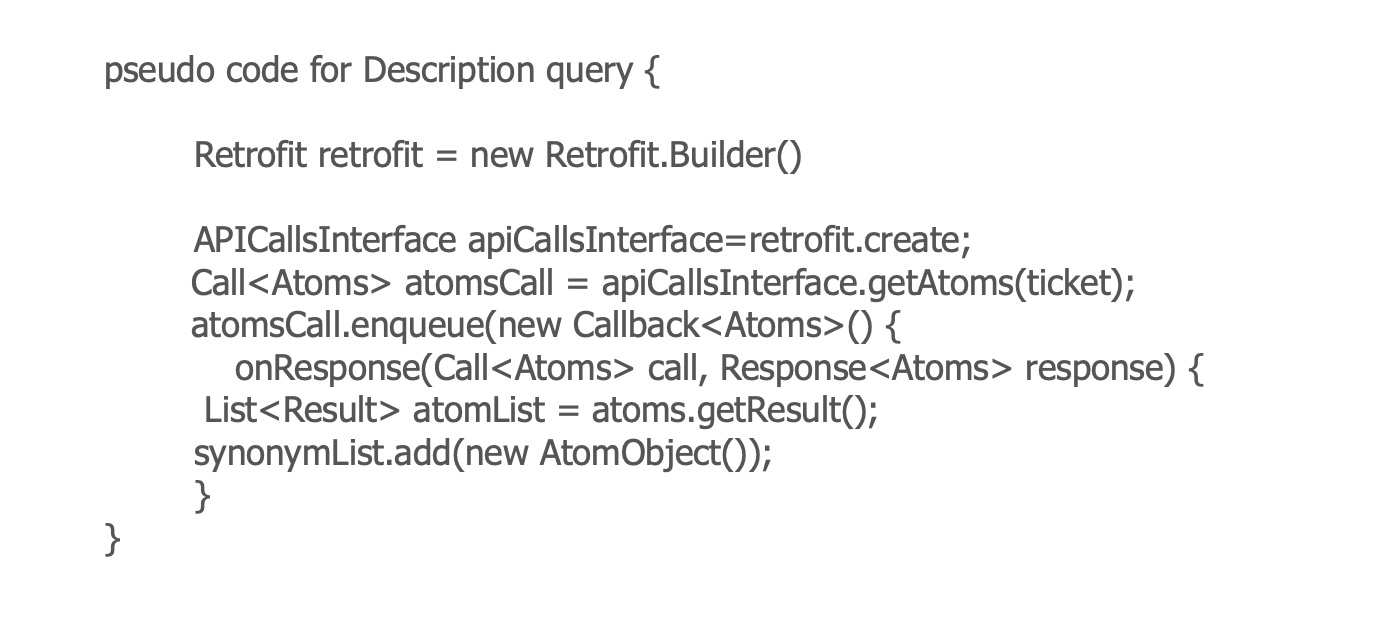 pseudo code for Description query {
Retrofit retrofit = new Retrofit.Builder()
APICallsInterface apiCallsInterface=retrofit.create;
Call<Atoms> atomsCall = apiCallsInterface.getAtoms(ticket);
atomsCall.enqueue(new Callback<Atoms>() {
onResponse(Call<Atoms> call, Response<Atoms> response) {
List<Result> atomList = atoms.getResult();
synonymList.add(new AtomObject());
}
}